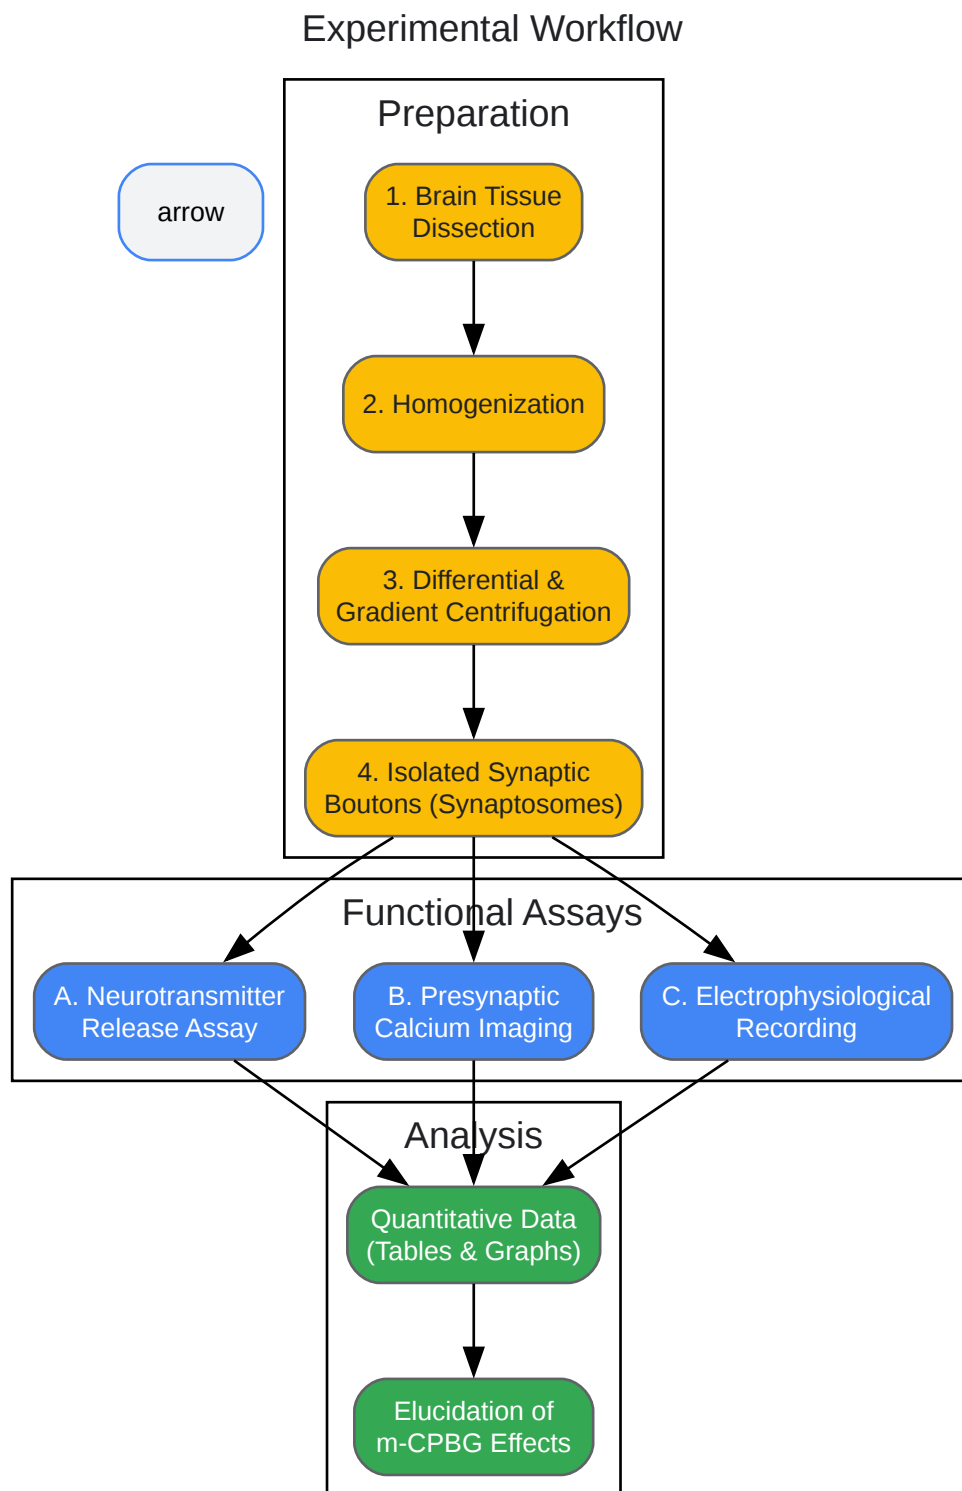 Experimental Workflow
Preparation
arrow
1. Brain Tissue
Dissection
2. Homogenization
3. Differential &
Gradient Centrifugation
4. Isolated Synaptic
Boutons (Synaptosomes)
Functional Assays
A. Neurotransmitter
Release Assay
B. Presynaptic
Calcium Imaging
C. Electrophysiological
Recording
Analysis
Quantitative Data
(Tables & Graphs)
Elucidation of
m-CPBG Effects